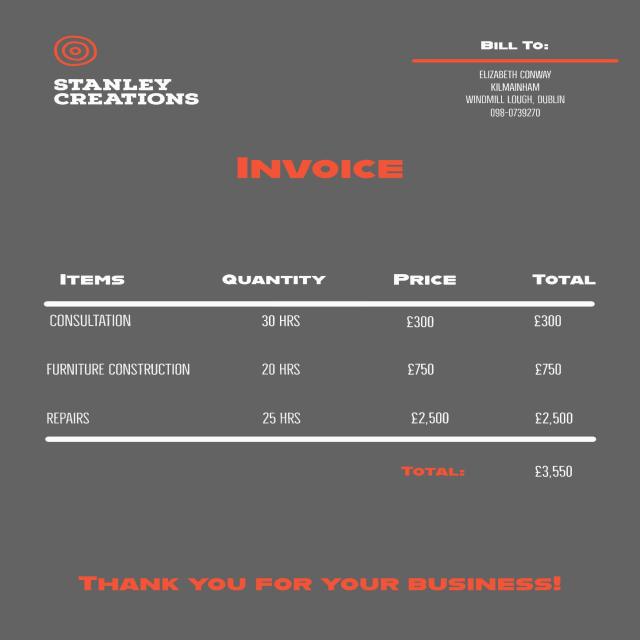 STANLEY
CREATIONS
BILL TO:
ELIZABETH CONWAY
KILMAINHAM
WINDMILL LOUGH, DUBLIN
098-0739270
INVOICE
ITEMS QUANTITY PRICE TOTAL
CONSULTATION 30 HRS £300 £300
FURNITURE CONSTRUCTION 20 HRS £750 £750
REPAIRS 25 HRS £2,500 £2,500
TOTAL: £3,550
THANK YOU FOR YOUR BUSINESS!